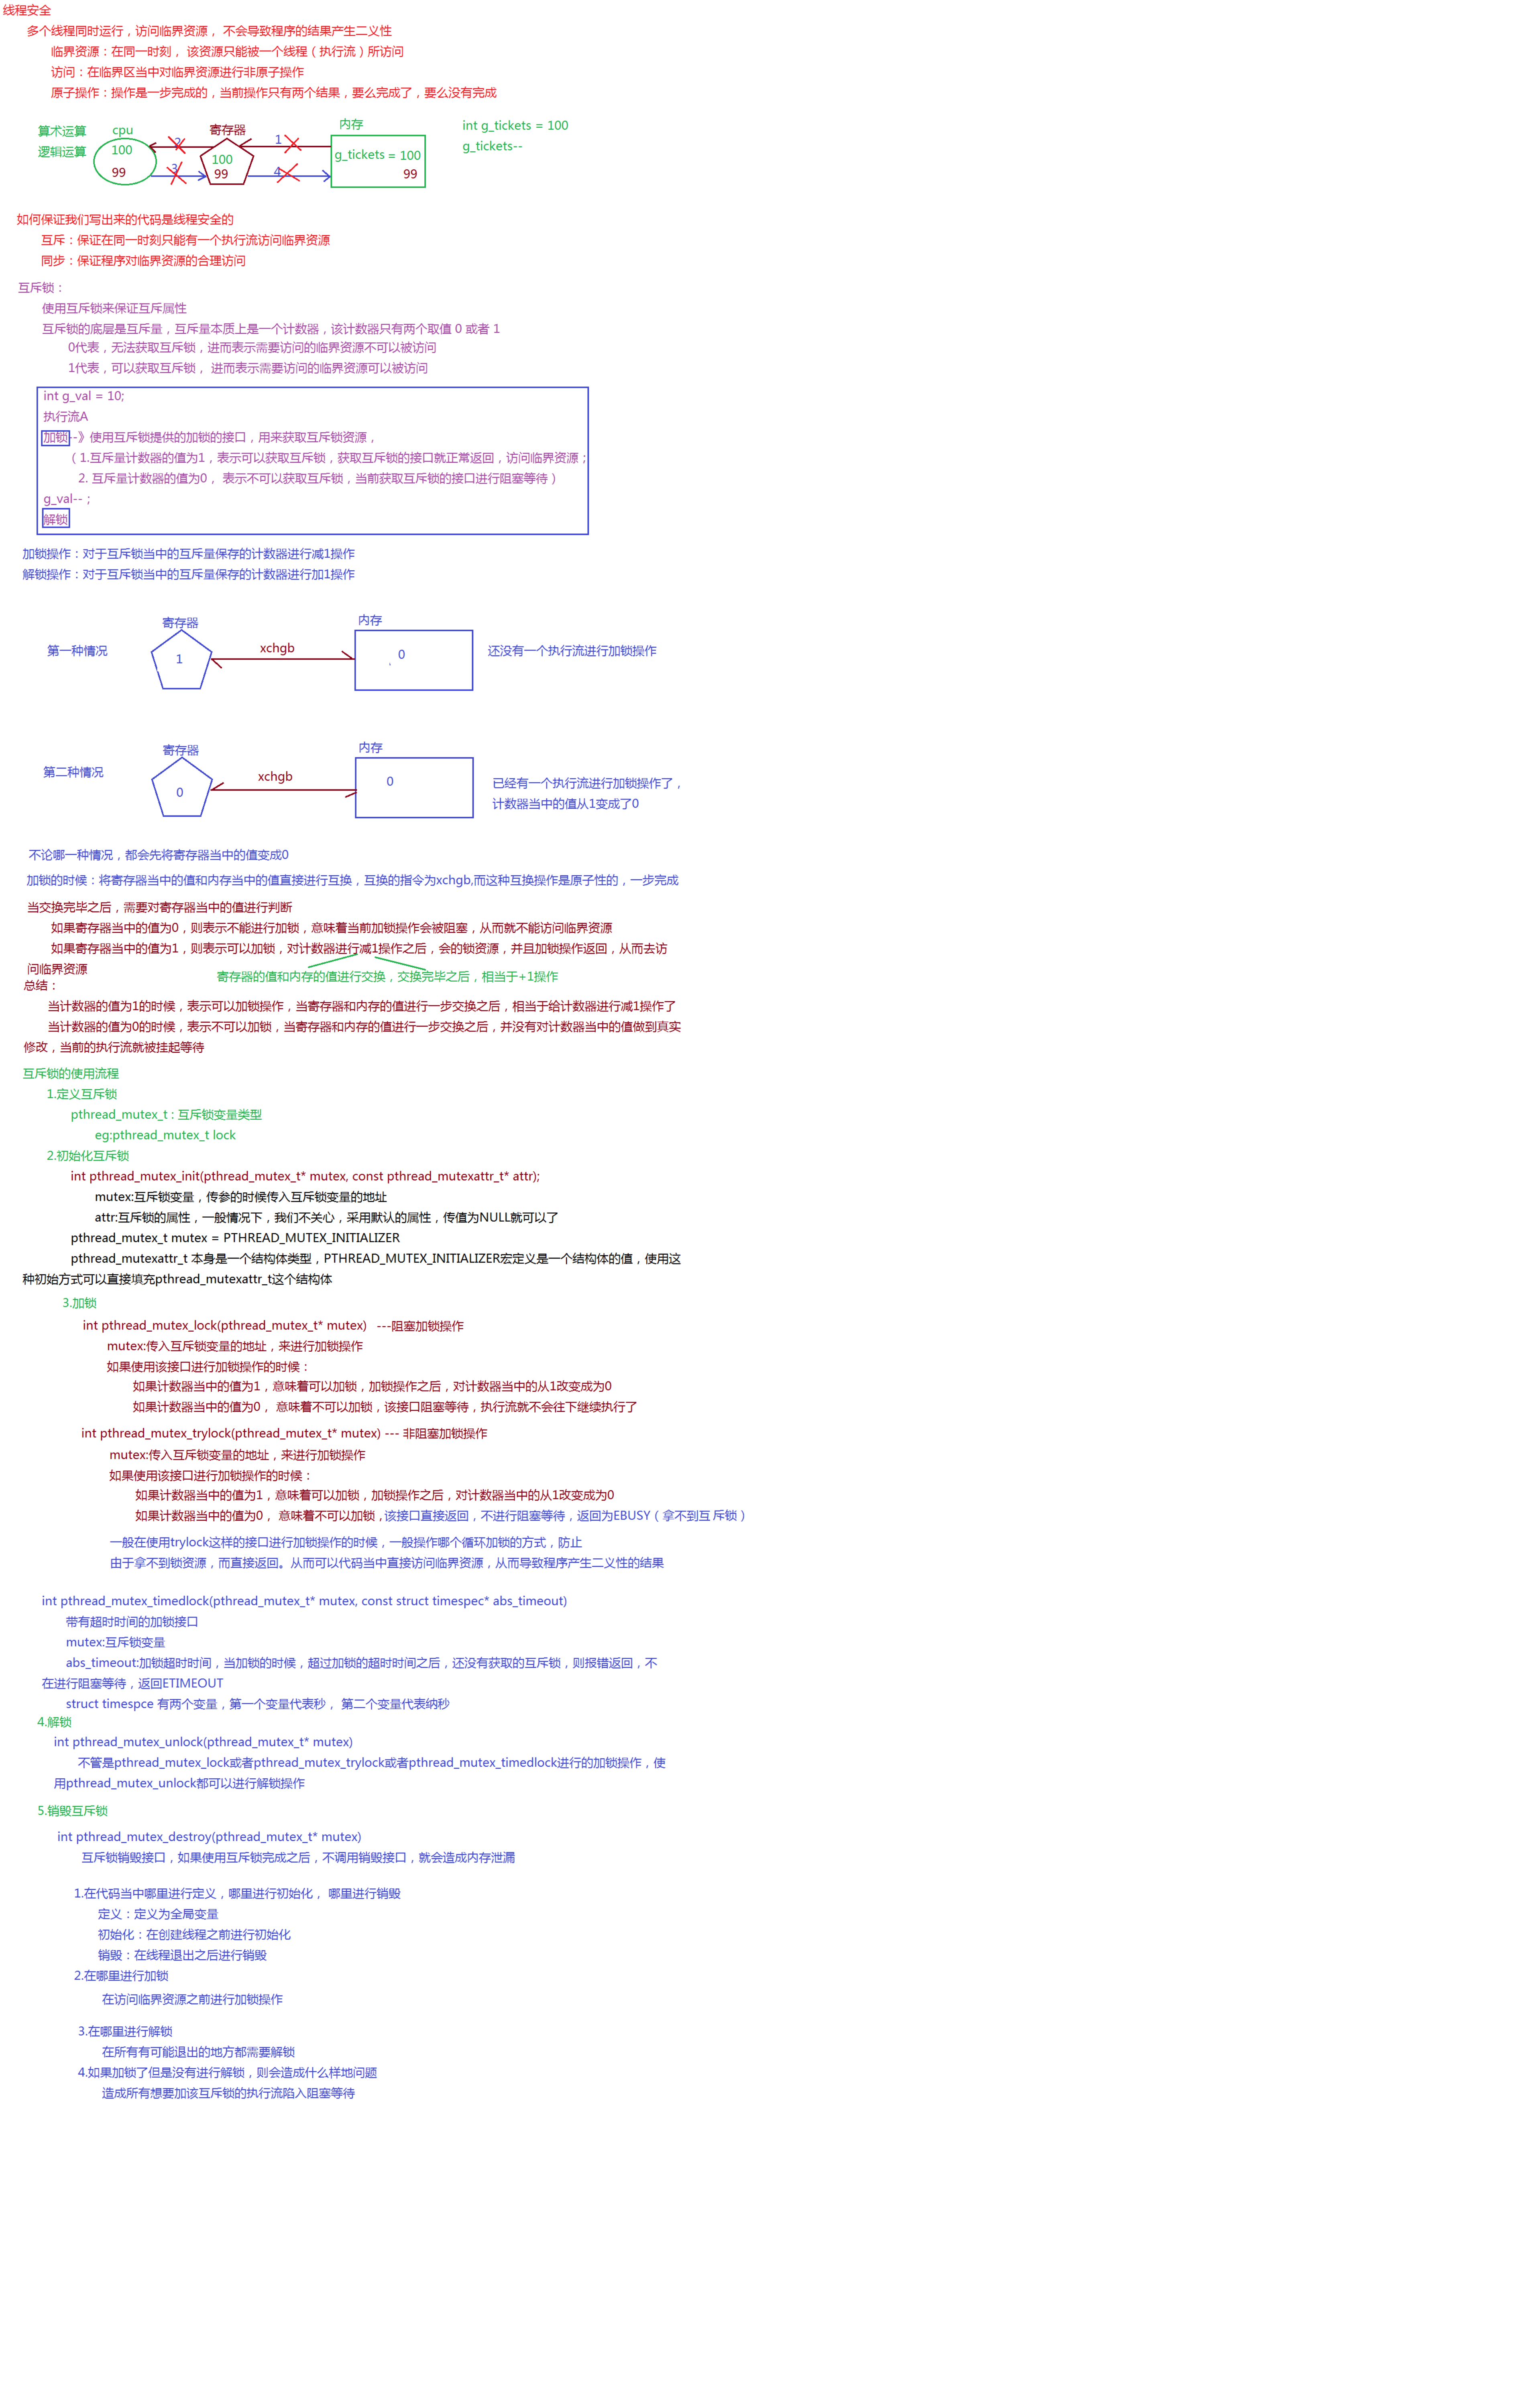 线程安全
多个线程同时运行，访问临界资源， 不会导致程序的结果产生二义性
临界资源：在同一时刻， 该资源只能被一个线程（执行流）所访问
访问：在临界区当中对临界资源进行非原子操作
原子操作：操作是一步完成的，当前操作只有两个结果，要么完成了，要么没有完成
算术运算
逻辑运算
cpu
100
99
2
3
寄存器
100
99
1
4
内存
g_tickets = 100
99
int g_tickets = 100
g_tickets--
如何保证我们写出来的代码是线程安全的
互斥：保证在同一时刻只能有一个执行流访问临界资源
同步：保证程序对临界资源的合理访问
互斥锁：
使用互斥锁来保证互斥属性
互斥锁的底层是互斥量，互斥量本质上是一个计数器，该计数器只有两个取值 0 或者 1
0代表，无法获取互斥锁，进而表示需要访问的临界资源不可以被访问
1代表，可以获取互斥锁， 进而表示需要访问的临界资源可以被访问
int g_val = 10;
执行流A
加锁--》使用互斥锁提供的加锁的接口，用来获取互斥锁资源，
（ 1.互斥量计数器的值为1，表示可以获取互斥锁，获取互斥锁的接口就正常返回，访问临界资源；
2. 互斥量计数器的值为0， 表示不可以获取互斥锁，当前获取互斥锁的接口进行阻塞等待 ）
g_val--；
解锁
加锁操作：对于互斥锁当中的互斥量保存的计数器进行减1操作
解锁操作：对于互斥锁当中的互斥量保存的计数器进行加1操作
第一种情况
寄存器
1
xchgb
内存
0
还没有一个执行流进行加锁操作
第二种情况
寄存器
0
xchgb
内存
0
已经有一个执行流进行加锁操作了，
计数器当中的值从1变成了0
不论哪一种情况，都会先将寄存器当中的值变成0
加锁的时候：将寄存器当中的值和内存当中的值直接进行互换，互换的指令为xchgb,而这种互换操作是原子性的，一步完成
当交换完毕之后，需要对寄存器当中的值进行判断
如果寄存器当中的值为0，则表示不能进行加锁，意味着当前加锁操作会被阻塞，从而就不能访问临界资源
如果寄存器当中的值为1，则表示可以加锁，对计数器进行减1操作之后，会的锁资源，并且加锁操作返回，从而去访
问临界资源
寄存器的值和内存的值进行交换，交换完毕之后，相当于+1操作
总结：
当计数器的值为1的时候，表示可以加锁操作，当寄存器和内存的值进行一步交换之后，相当于给计数器进行减1操作了
当计数器的值为0的时候，表示不可以加锁，当寄存器和内存的值进行一步交换之后，并没有对计数器当中的值做到真实
修改，当前的执行流就被挂起等待
互斥锁的使用流程
1.定义互斥锁
pthread_mutex_t : 互斥锁变量类型
eg:pthread_mutex_t lock
2.初始化互斥锁
int pthread_mutex_init(pthread_mutex_t* mutex, const pthread_mutexattr_t* attr);
mutex:互斥锁变量，传参的时候传入互斥锁变量的地址
attr:互斥锁的属性，一般情况下，我们不关心，采用默认的属性，传值为NULL就可以了
pthread_mutex_t mutex = PTHREAD_MUTEX_INITIALIZER
pthread_mutexattr_t 本身是一个结构体类型，PTHREAD_MUTEX_INITIALIZER宏定义是一个结构体的值，使用这
种初始方式可以直接填充pthread_mutexattr_t这个结构体
3.加锁
int pthread_mutex_lock(pthread_mutex_t* mutex)   ---阻塞加锁操作
mutex:传入互斥锁变量的地址，来进行加锁操作
如果使用该接口进行加锁操作的时候：
如果计数器当中的值为1，意味着可以加锁，加锁操作之后，对计数器当中的从1改变成为0
如果计数器当中的值为0， 意味着不可以加锁，该接口阻塞等待，执行流就不会往下继续执行了
int pthread_mutex_trylock(pthread_mutex_t* mutex) --- 非阻塞加锁操作
mutex:传入互斥锁变量的地址，来进行加锁操作
如果使用该接口进行加锁操作的时候：
如果计数器当中的值为1，意味着可以加锁，加锁操作之后，对计数器当中的从1改变成为0
如果计数器当中的值为0， 意味着不可以加锁，该接口直接返回，不进行阻塞等待，返回为EBUSY（拿不到互 斥锁）
一般在使用trylock这样的接口进行加锁操作的时候，一般操作哪个循环加锁的方式，防止
由于拿不到锁资源，而直接返回。从而可以代码当中直接访问临界资源，从而导致程序产生二义性的结果
int pthread_mutex_timedlock(pthread_mutex_t* mutex, const struct timespec* abs_timeout)
带有超时时间的加锁接口
mutex:互斥锁变量
abs_timeout:加锁超时时间，当加锁的时候，超过加锁的超时时间之后，还没有获取的互斥锁，则报错返回，不
在进行阻塞等待，返回ETIMEOUT
struct timespce 有两个变量，第一个变量代表秒， 第二个变量代表纳秒
4.解锁
int pthread_mutex_unlock(pthread_mutex_t* mutex)
不管是pthread_mutex_lock或者pthread_mutex_trylock或者pthread_mutex_timedlock进行的加锁操作，使
用pthread_mutex_unlock都可以进行解锁操作
5.销毁互斥锁
int pthread_mutex_destroy(pthread_mutex_t* mutex)
互斥锁销毁接口，如果使用互斥锁完成之后，不调用销毁接口，就会造成内存泄漏
1.在代码当中哪里进行定义，哪里进行初始化， 哪里进行销毁
定义：定义为全局变量
初始化：在创建线程之前进行初始化
销毁：在线程退出之后进行销毁
2.在哪里进行加锁
在访问临界资源之前进行加锁操作
3.在哪里进行解锁
在所有有可能退出的地方都需要解锁
4.如果加锁了但是没有进行解锁，则会造成什么样地问题
造成所有想要加该互斥锁的执行流陷入阻塞等待